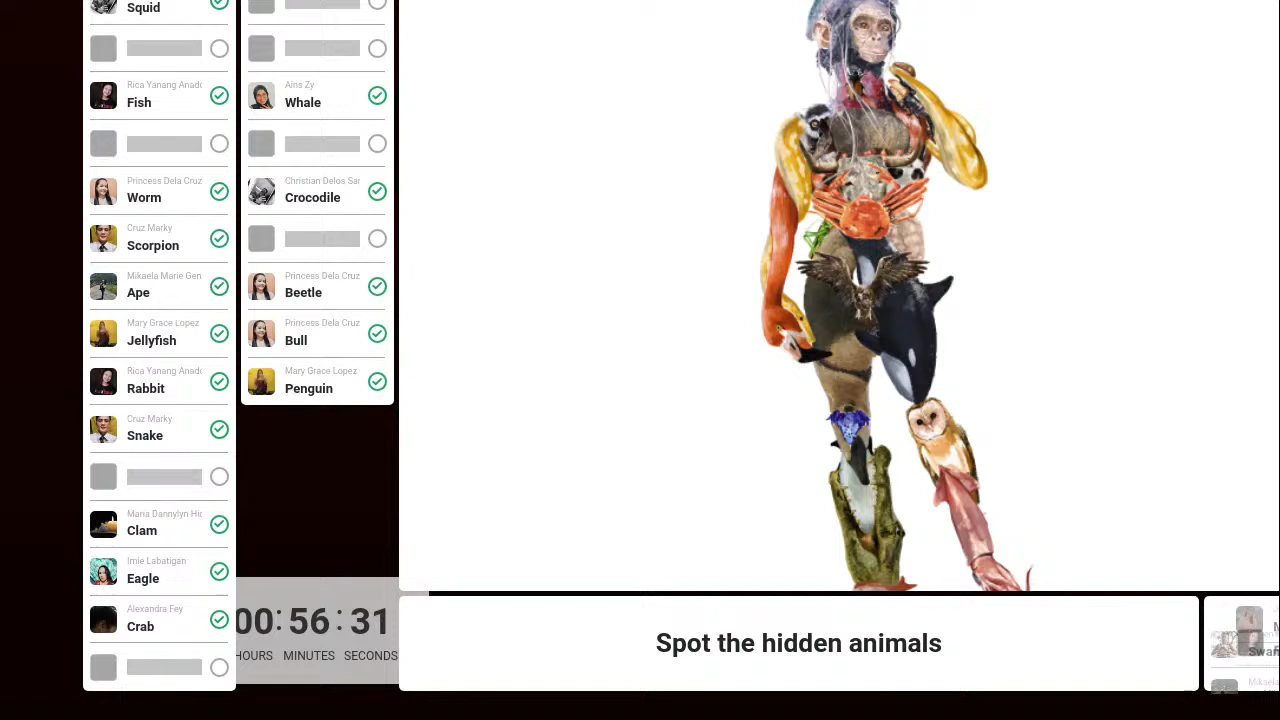 Squid
Rica Yanang Anado
Fish
Princess Dela Cruz
Worm
Cruz Marky
Scorpion
Mikaela Marie Gen
Ape
Mary Grace Lopez
Jellyfish
Rica Yanang Anado
Rabbit
Cruz Marky
Snake
Maria Dannylyn Hic
Clam
Imie Labatigan
Eagle
Alexandra Fey
Crab
Ains Zy
Whale
Christian Delos Sar
Crocodile
Princess Dela Cruz
Beetle
Princess Dela Cruz
Bull
Mary Grace Lopez
Penguin
00:56:31
HOURS MINUTES SECONDS
Spot the hidden animals
Swan
Miksela